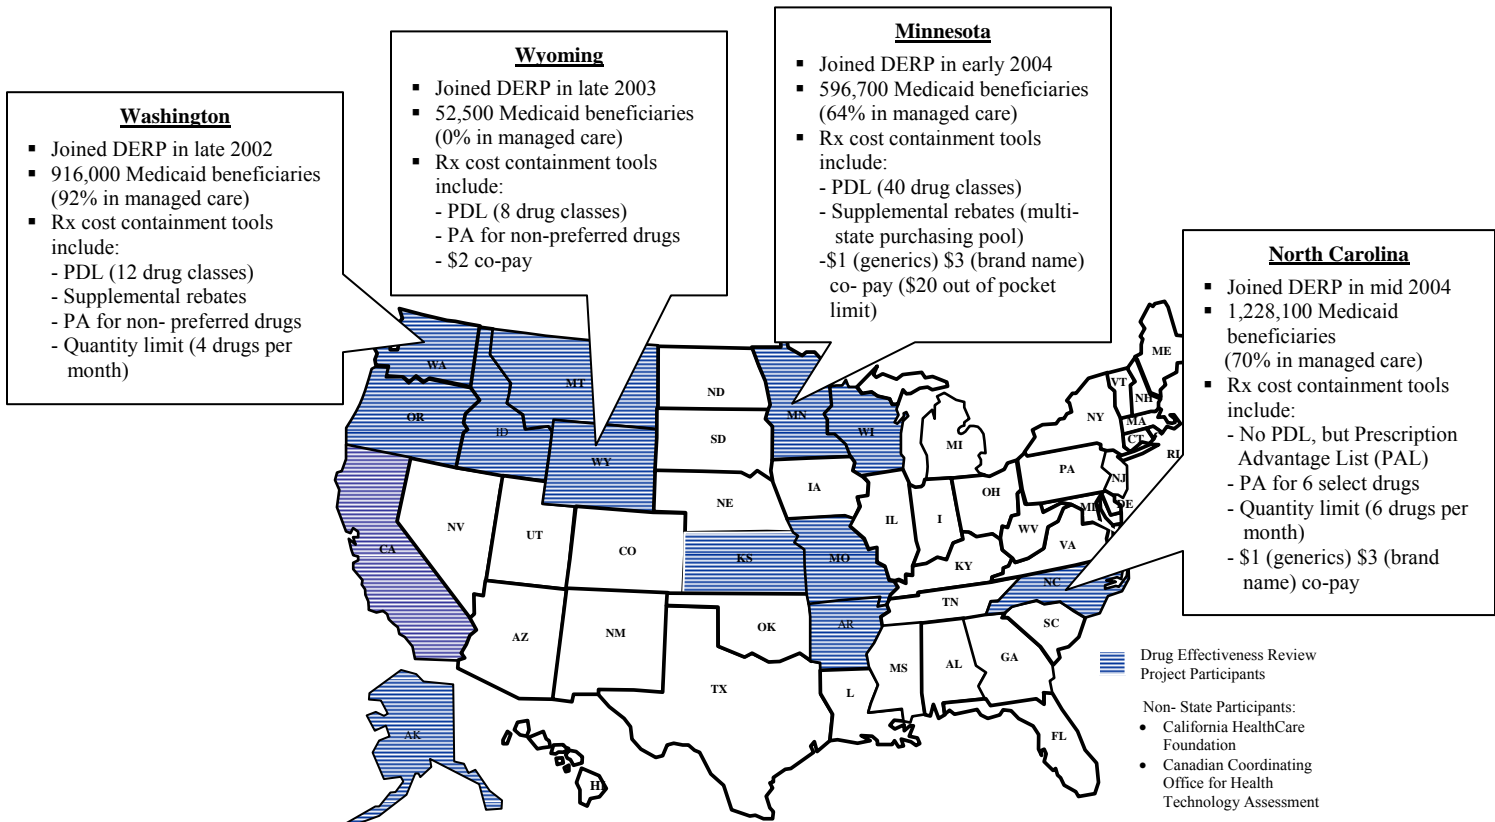 Washington
▪ Joined DERP in late 2002
▪ 916,000 Medicaid beneficiaries
(92% in managed care)
▪ Rx cost containment tools
include:
- PDL (12 drug classes)
- Supplemental rebates
- PA for non- preferred drugs
- Quantity limit (4 drugs per
month)
Wyoming
▪ Joined DERP in late 2003
▪ 52,500 Medicaid beneficiaries
(0% in managed care)
▪ Rx cost containment tools
include:
- PDL (8 drug classes)
- PA for non-preferred drugs
- $2 co-pay
Minnesota
▪ Joined DERP in early 2004
▪ 596,700 Medicaid beneficiaries
(64% in managed care)
▪ Rx cost containment tools
include:
- PDL (40 drug classes)
- Supplemental rebates (multi-
state purchasing pool)
-$1 (generics) $3 (brand name)
co- pay ($20 out of pocket
limit)
North Carolina
▪ Joined DERP in mid 2004
▪ 1,228,100 Medicaid
beneficiaries
(70% in managed care)
▪ Rx cost containment tools
include:
- No PDL, but Prescription
Advantage List (PAL)
- PA for 6 select drugs
- Quantity limit (6 drugs per
month)
- $1 (generics) $3 (brand
name) co-pay
WA
MT
ND
MN
ME
VT
NH
OR
ID
SD
WI
NY
MA
CT
RI
WY
MI
PA
NJ
IA
NE
OH
DE
NV
UT
CO
IL
I
WV
VA
CA
KS
MO
KY
NC
TN
AZ
NM
OK
AR
SC
MS
AL
GA
TX
L
FL
AK
HI
Drug Effectiveness Review
Project Participants
Non- State Participants:
• California HealthCare
Foundation
• Canadian Coordinating
Office for Health
Technology Assessment